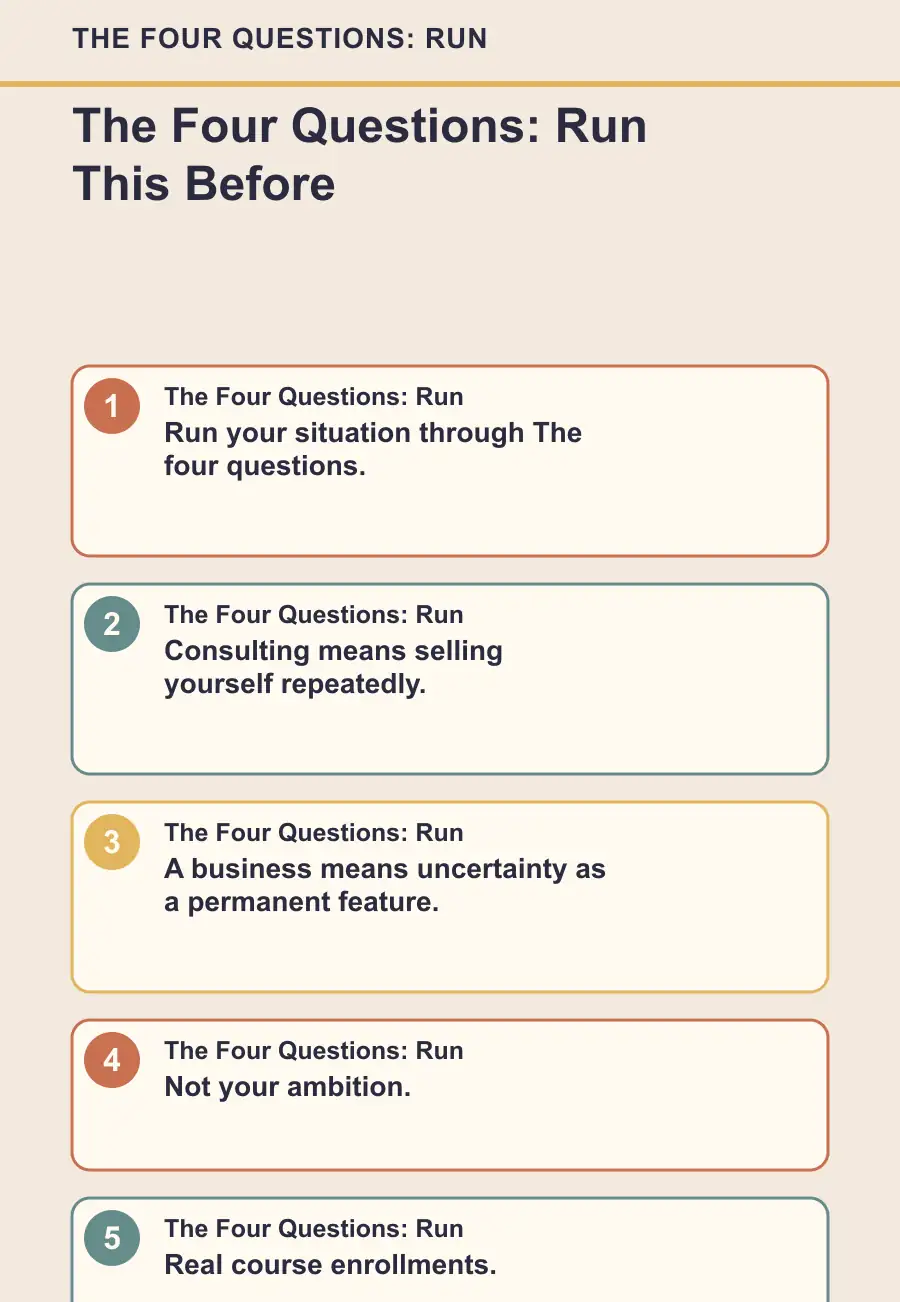 THE FOUR QUESTIONS: RUN
The Four Questions: Run
This Before
1
The Four Questions: Run
Run your situation through The
four questions.
2
The Four Questions: Run
Consulting means selling
yourself repeatedly.
3
The Four Questions: Run
A business means uncertainty as
a permanent feature.
4
The Four Questions: Run
Not your ambition.
5
The Four Questions: Run
Real course enrollments.